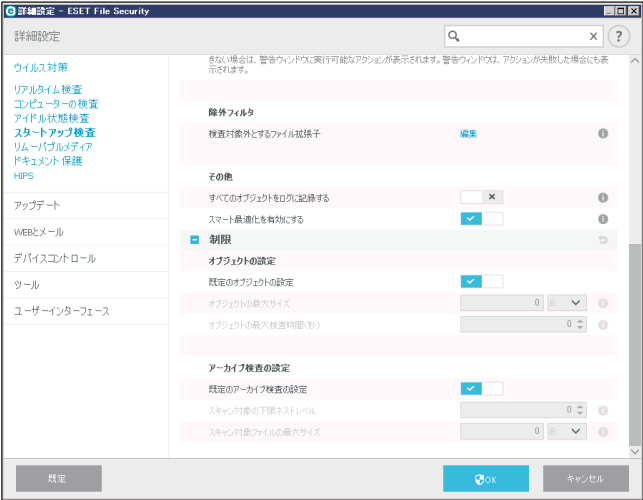 詳細設定 - ESET File Security
詳細設定
?
ウイルス対策
リアルタイム検査
コンピューターの検査
アイドル状態検査
スタートアップ検査
リムーバブルメディア
ドキュメント保護
HIPS
アップデート
WEBとメール
デバイスコントロール
ツール
ユーザーインターフェース
きない場合は、警告ウィンドウに実行可能なアクションが表示されます。警告ウィンドウは、アクションが失敗した場合にも表
示されます。
除外フィルタ
検査対象外とするファイル拡張子 編集
その他
すべてのオブジェクトをログに記録する
スマート最適化を有効にする
制限
オブジェクトの設定
既定のオブジェクトの設定
オブジェクトの最大サイズ 0 B
オブジェクトの最大検査時間(秒) 0
アーカイブ検査の設定
既定のアーカイブ検査の設定
スキャン対象の下限ネストレベル 0
スキャン対象ファイルの最大サイズ 0 B
既定 OK キャンセル